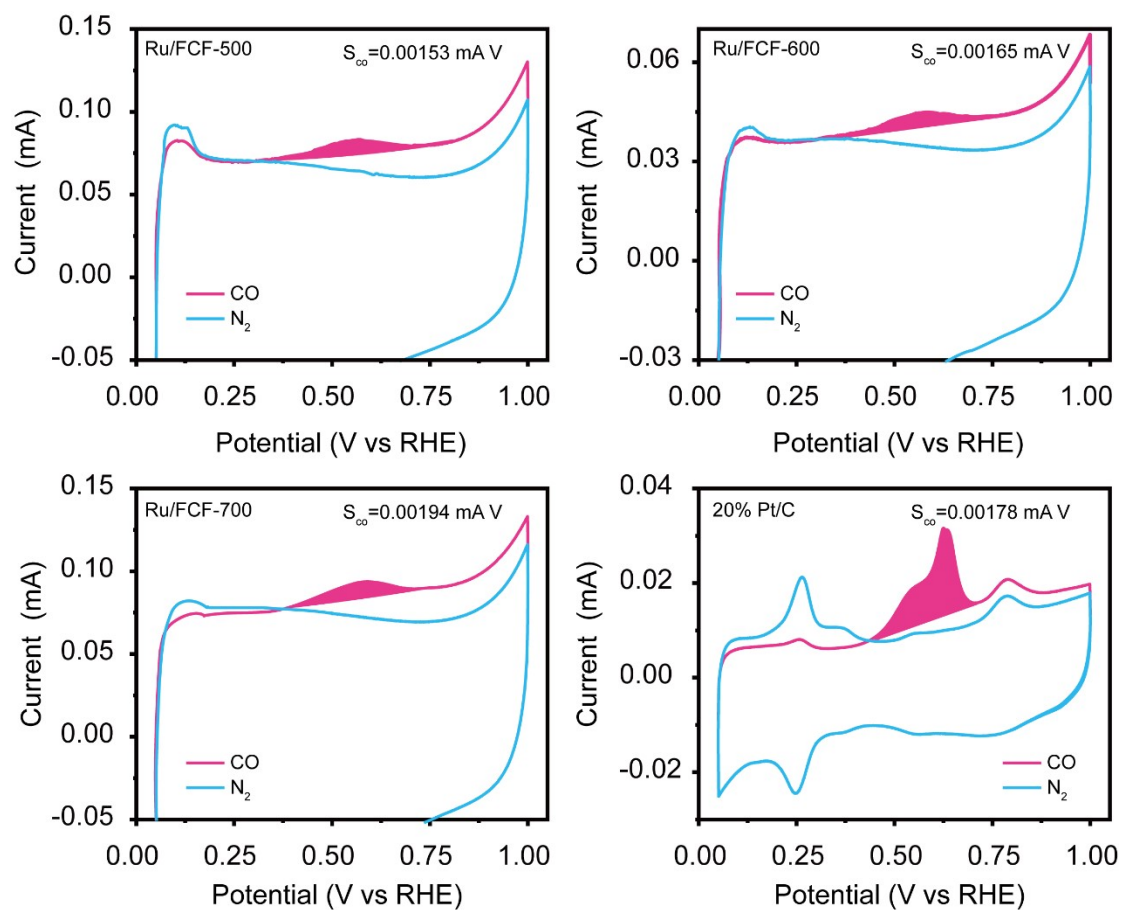 Ru/FCF-500
S_co=0.00153 mA V
Current (mA)
0.15
0.10
0.05
0.00
-0.05
CO
N₂
0.00 0.25 0.50 0.75 1.00
Potential (V vs RHE)
Ru/FCF-600
S_co=0.00165 mA V
Current (mA)
0.06
0.03
0.00
-0.03
CO
N₂
0.00 0.25 0.50 0.75 1.00
Potential (V vs RHE)
Ru/FCF-700
S_co=0.00194 mA V
Current (mA)
0.15
0.10
0.05
0.00
-0.05
CO
N₂
0.00 0.25 0.50 0.75 1.00
Potential (V vs RHE)
20% Pt/C
S_co=0.00178 mA V
Current (mA)
0.04
0.02
0.00
-0.02
CO
N₂
0.00 0.25 0.50 0.75 1.00
Potential (V vs RHE)